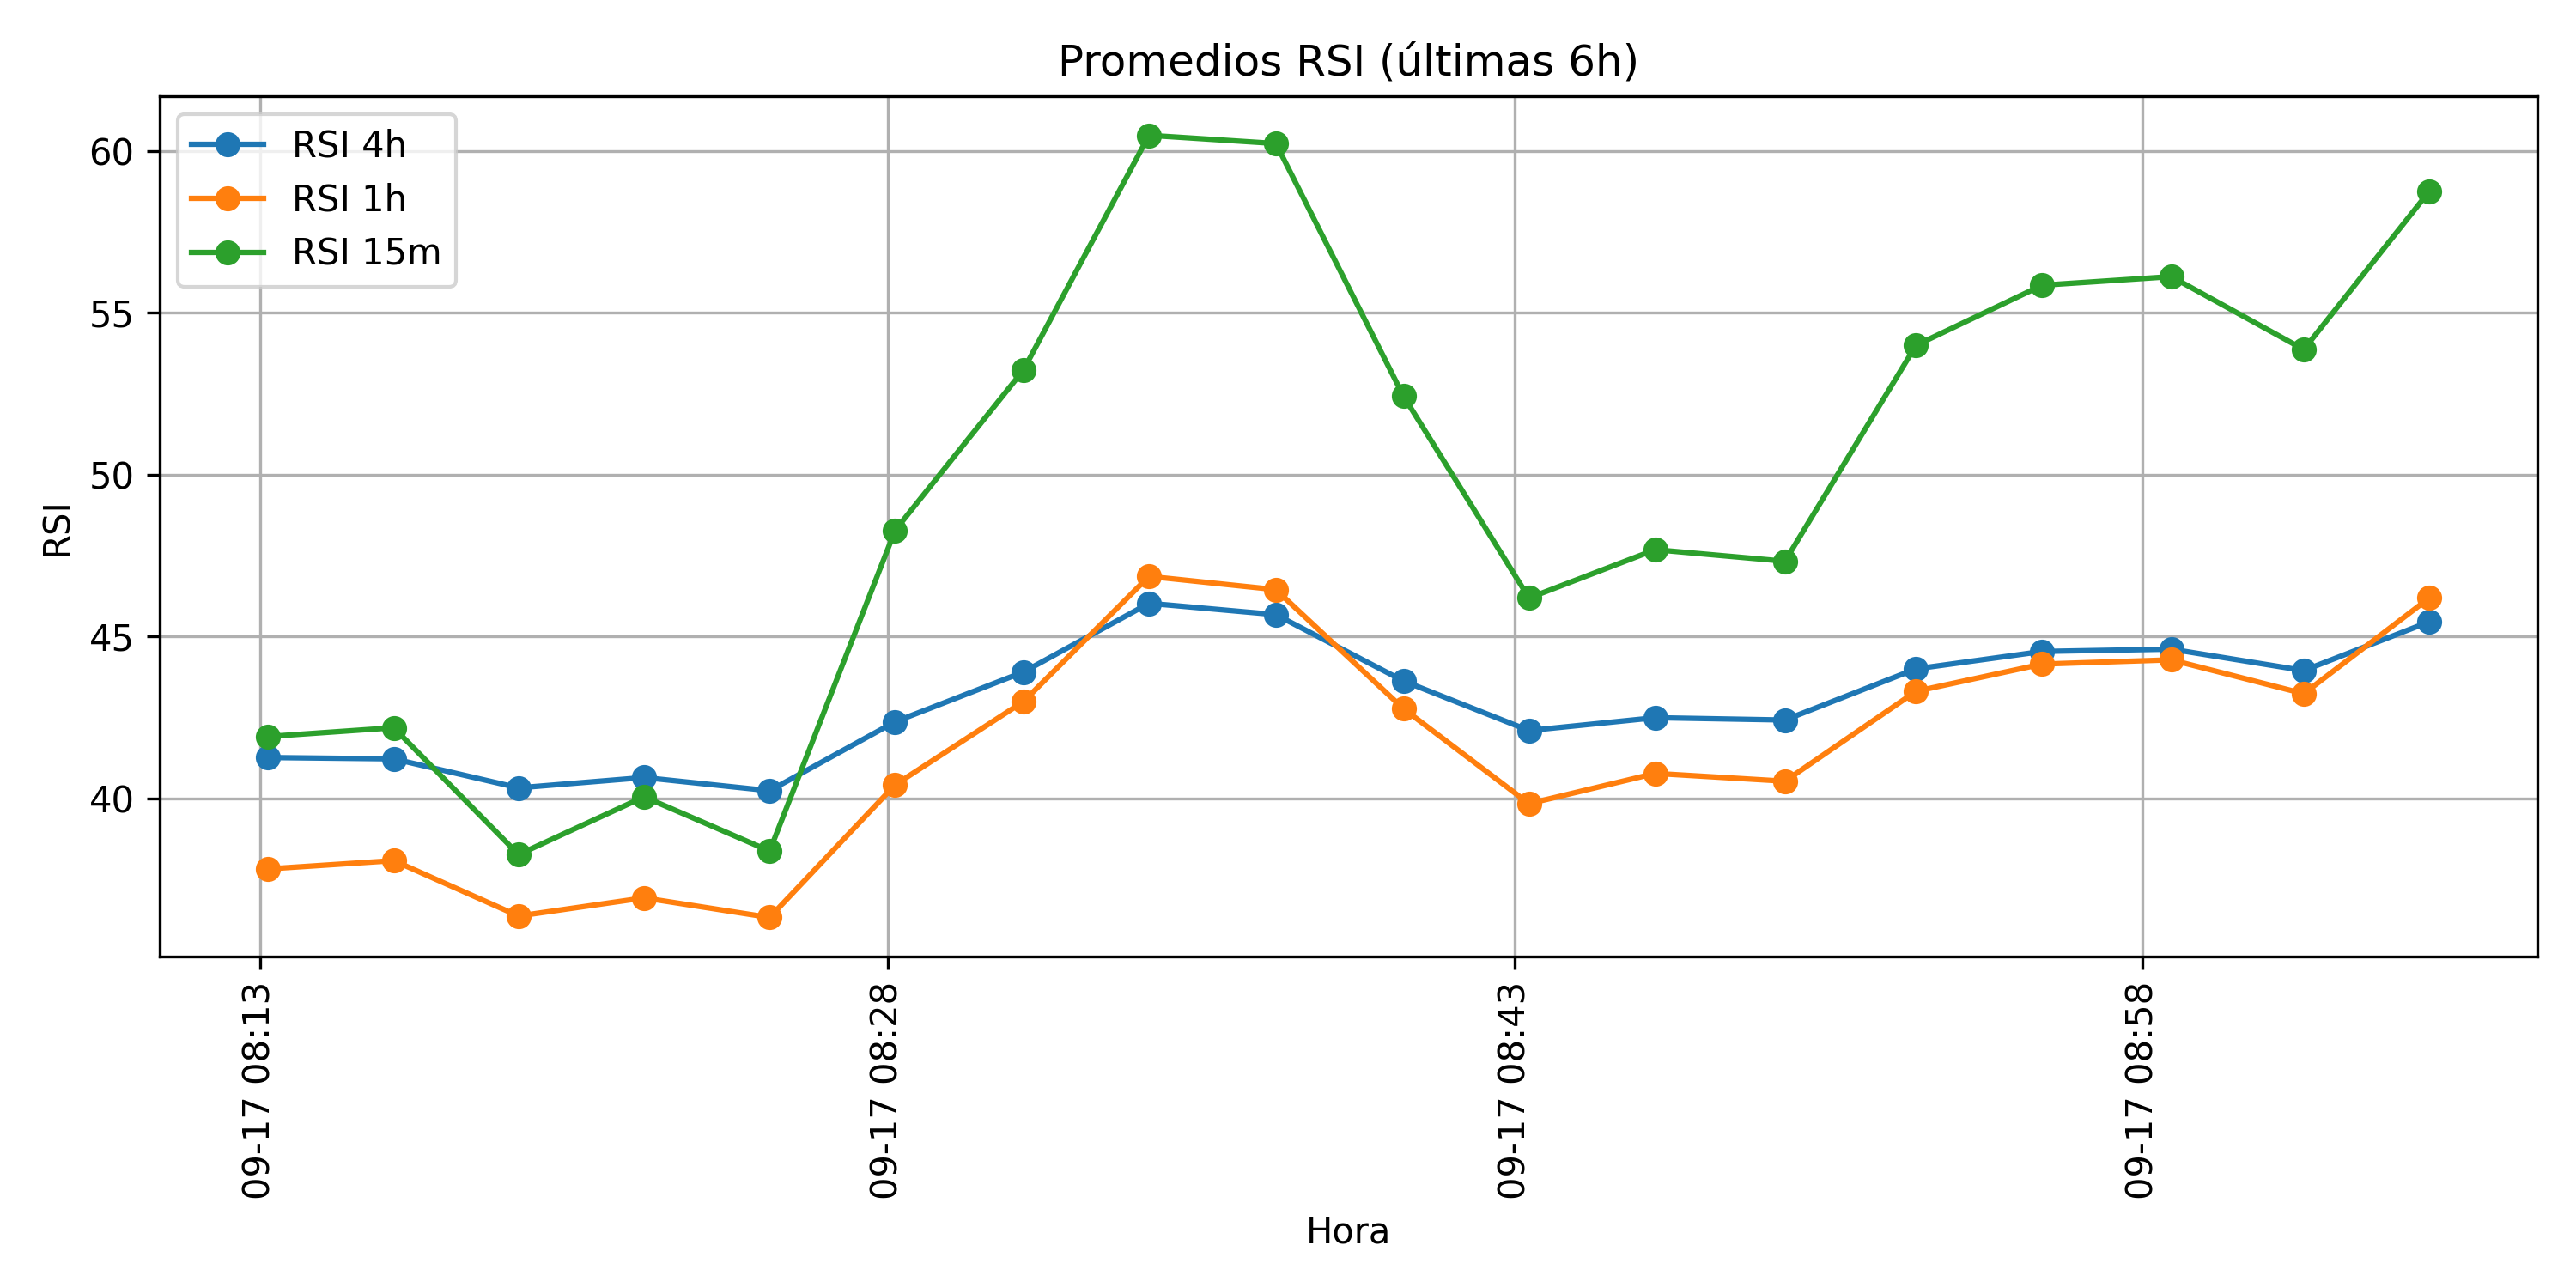 Promedios RSI (últimas 6h)
RSI 4h
RSI 1h
RSI 15m
60
55
50
45
40
RSI
09-17 08:13
09-17 08:28
09-17 08:43
09-17 08:58
Hora